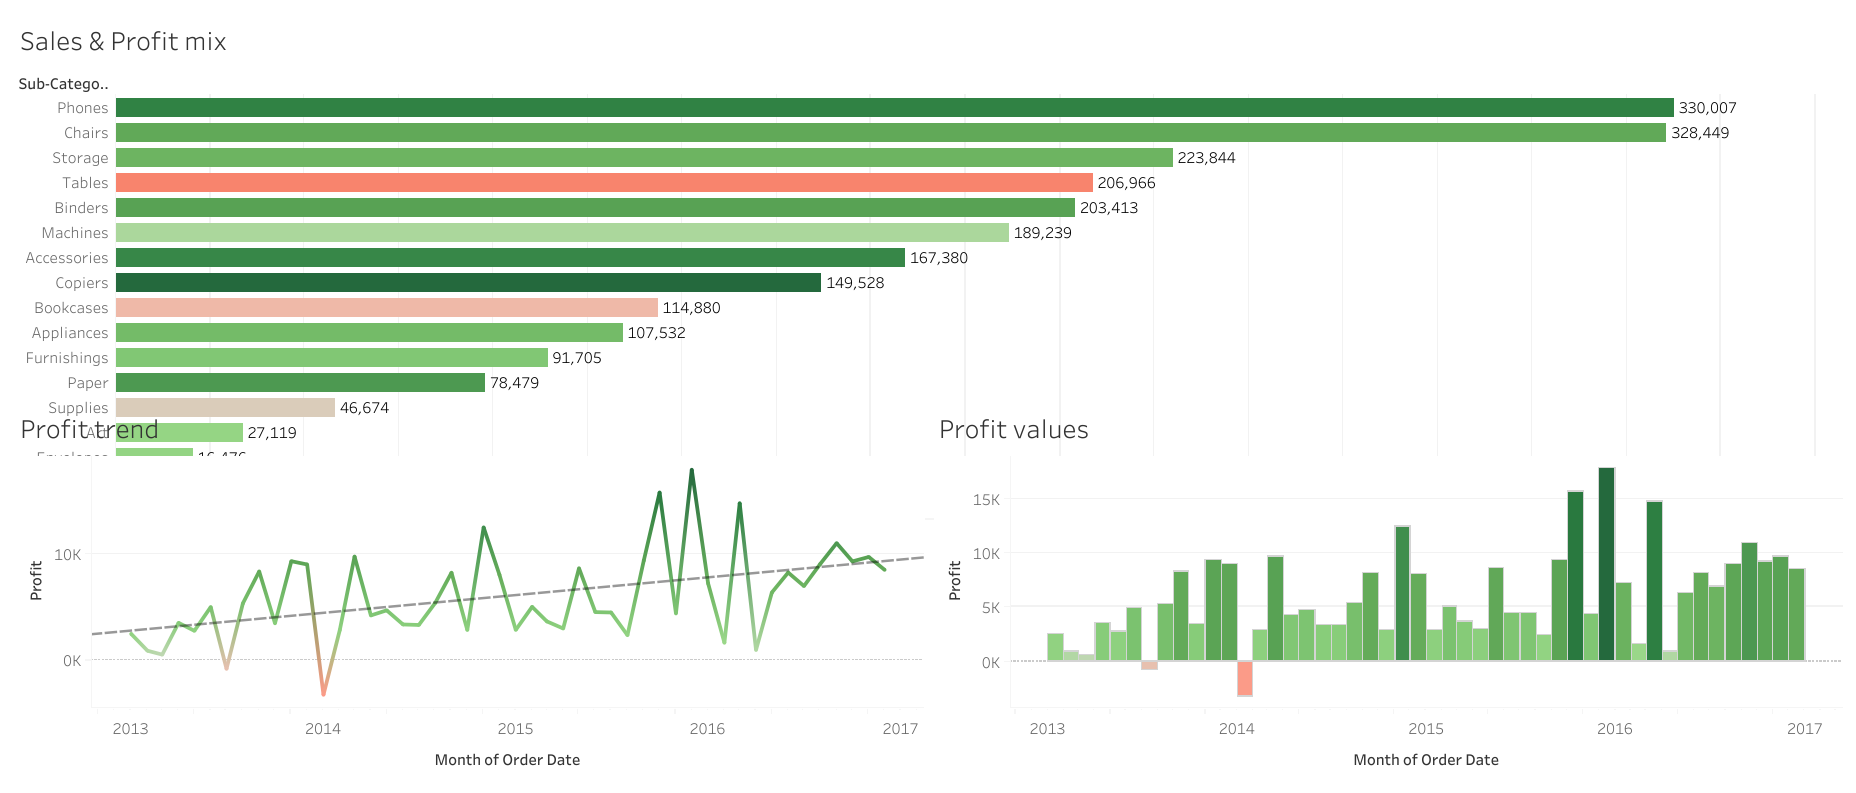 Sales & Profit mix
Sub-Catego..
Phones 330,007
Chairs 328,449
Storage 223,844
Tables 206,966
Binders 203,413
Machines 189,239
Accessories 167,380
Copiers 149,528
Bookcases 114,880
Appliances 107,532
Furnishings 91,705
Paper 78,479
Supplies 46,674
Art 27,119
Envelopes 16,476
Profit trend
10K
0K
Profit
2013 2014 2015 2016 2017
Month of Order Date
Profit values
15K
10K
5K
0K
Profit
2013 2014 2015 2016 2017
Month of Order Date